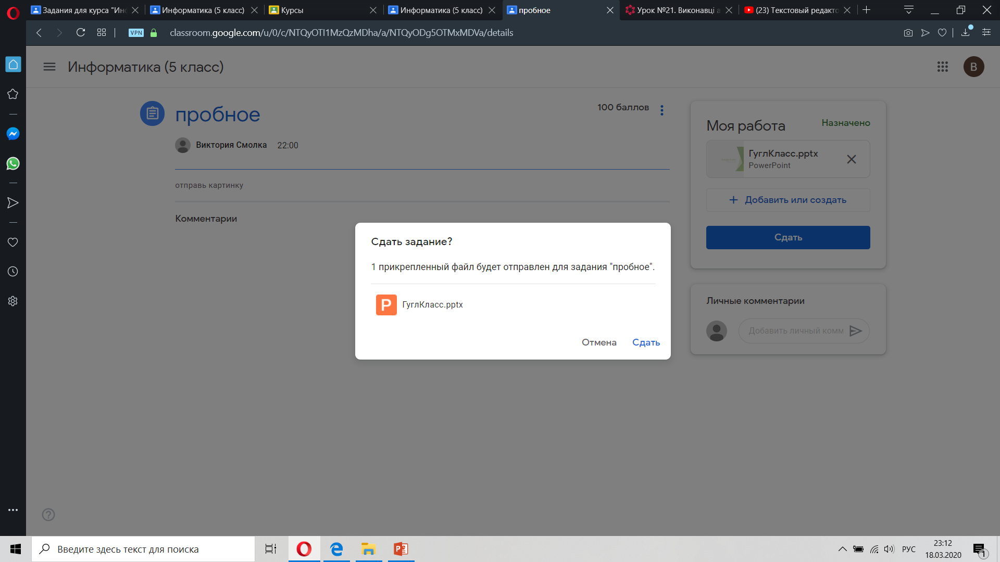 Задания для курса "Ин
Информатика (5 класс)
Курсы
Информатика (5 класс)
пробное
Урок №21. Виконавці а
(23) Текстовый редакто
VPN
classroom.google.com/u/0/c/NTQyOTI1MzQzMDha/a/NTQyODg5OTMxMDVa/details
Информатика (5 класс)
B
пробное
100 баллов
Виктория Смолка 22:00
отправь картинку
Комментарии
Моя работа
Назначено
ГуглКласс.pptx
PowerPoint
Добавить или создать
Сдать
Личные комментарии
Добавить личный комм
Сдать задание?
1 прикрепленный файл будет отправлен для задания "пробное".
P
ГуглКласс.pptx
Отмена
Сдать
Введите здесь текст для поиска
РУС
23:12
18.03.2020
1